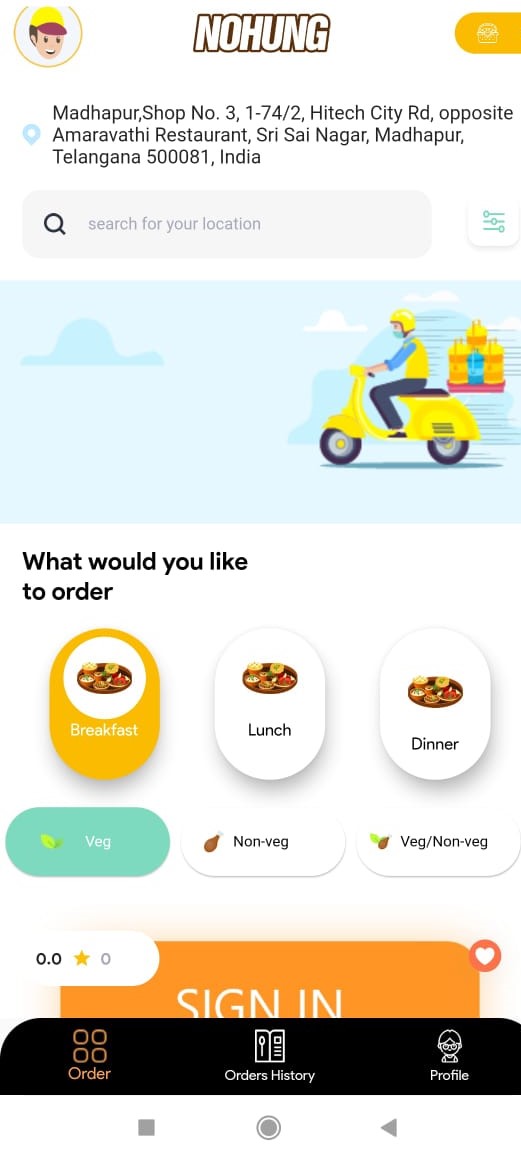 NOHUNG
Madhapur,Shop No. 3, 1-74/2, Hitech City Rd, opposite
Amaravathi Restaurant, Sri Sai Nagar, Madhapur,
Telangana 500081, India
search for your location
What would you like
to order
Breakfast
Lunch
Dinner
Veg
Non-veg
Veg/Non-veg
0.0 0
SIGN IN
Order
Orders History
Profile